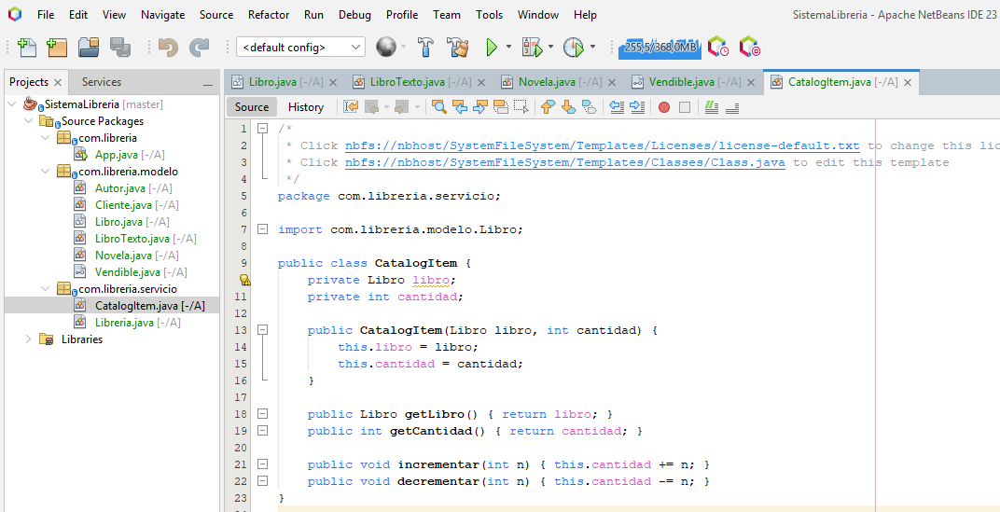 File Edit View Navigate Source Refactor Run Debug Profile Team Tools Window Help
SistemaLibreria - Apache NetBeans IDE 23
<default config>
255,5/368,0MB
Projects Services
Libro.java [-/A] LibroTexto.java [-/A] Novela.java [-/A] Vendible.java [-/A] CatalogItem.java [-/A]
SistemaLibreria [master]
Source Packages
com.libreria
App.java [-/A]
com.libreria.modelo
Autor.java [-/A]
Cliente.java [-/A]
Libro.java [-/A]
LibroTexto.java [-/A]
Novela.java [-/A]
Vendible.java [-/A]
com.libreria.servicio
CatalogItem.java [-/A]
Libreria.java [-/A]
Libraries
Source History
1 /*
2 * Click nbfs://nbhost/SystemFileSystem/Templates/Licenses/license-default.txt to change this lic
3 * Click nbfs://nbhost/SystemFileSystem/Templates/Classes/Class.java to edit this template
4 */
5 package com.libreria.servicio;
6
7 import com.libreria.modelo.Libro;
8
9 public class CatalogItem {
private Libro libro;
11 private int cantidad;
12
13 public CatalogItem(Libro libro, int cantidad) {
14 this.libro = libro;
15 this.cantidad = cantidad;
16 }
17
18 public Libro getLibro() { return libro; }
19 public int getCantidad() { return cantidad; }
20
21 public void incrementar(int n) { this.cantidad += n; }
22 public void decrementar(int n) { this.cantidad -= n; }
23 }